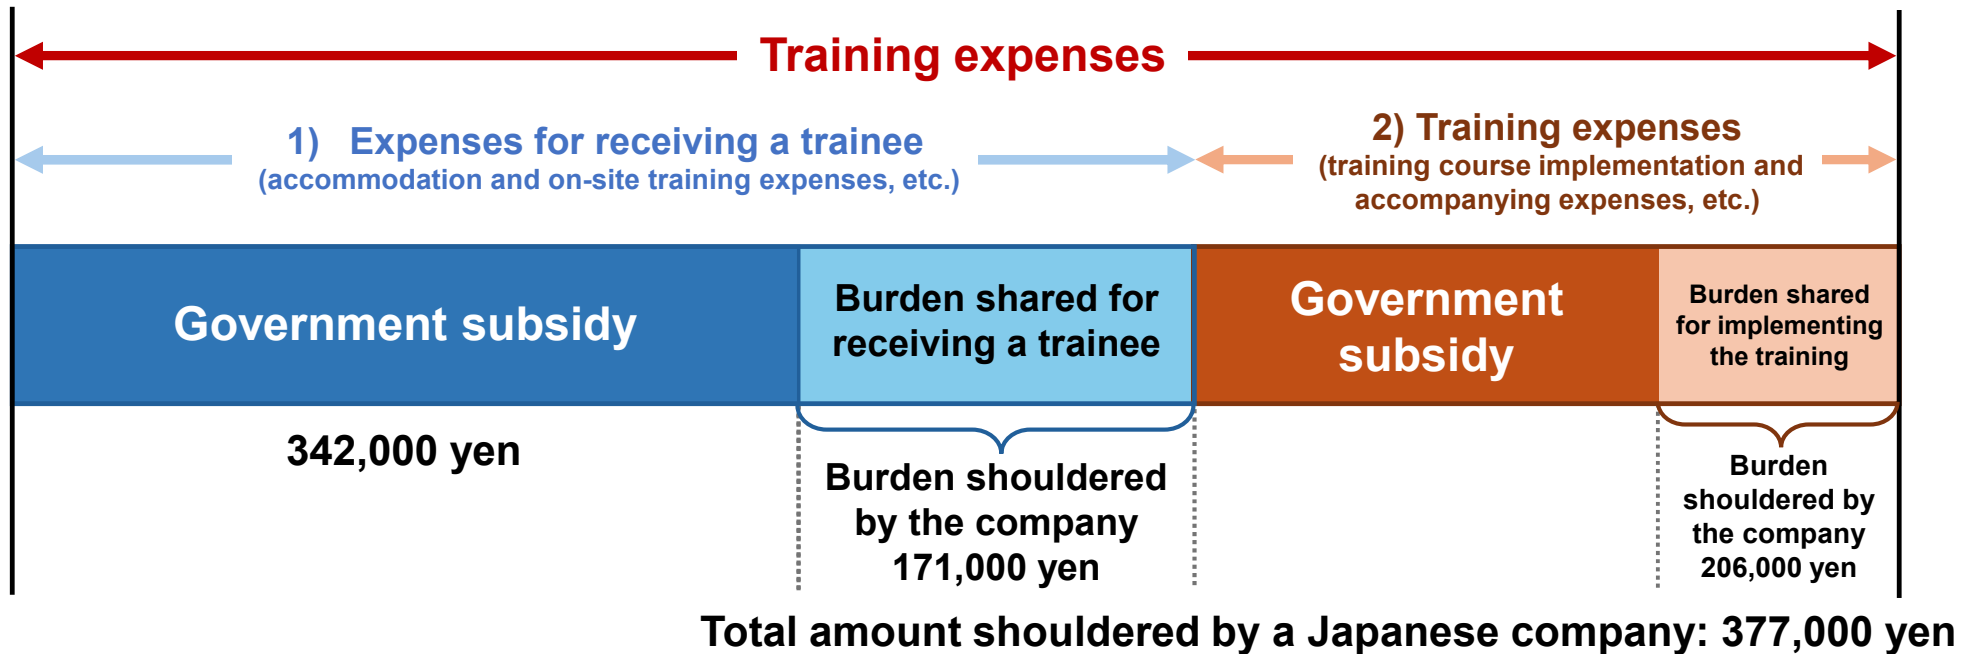 Training expenses
1) Expenses for receiving a trainee
(accommodation and on-site training expenses, etc.)
2) Training expenses
(training course implementation and
accompanying expenses, etc.)
Government subsidy
Burden shared for
receiving a trainee
Government
subsidy
Burden shared
for implementing
the training
342,000 yen
Burden shouldered
by the company
171,000 yen
Burden
shouldered by
the company
206,000 yen
Total amount shouldered by a Japanese company: 377,000 yen